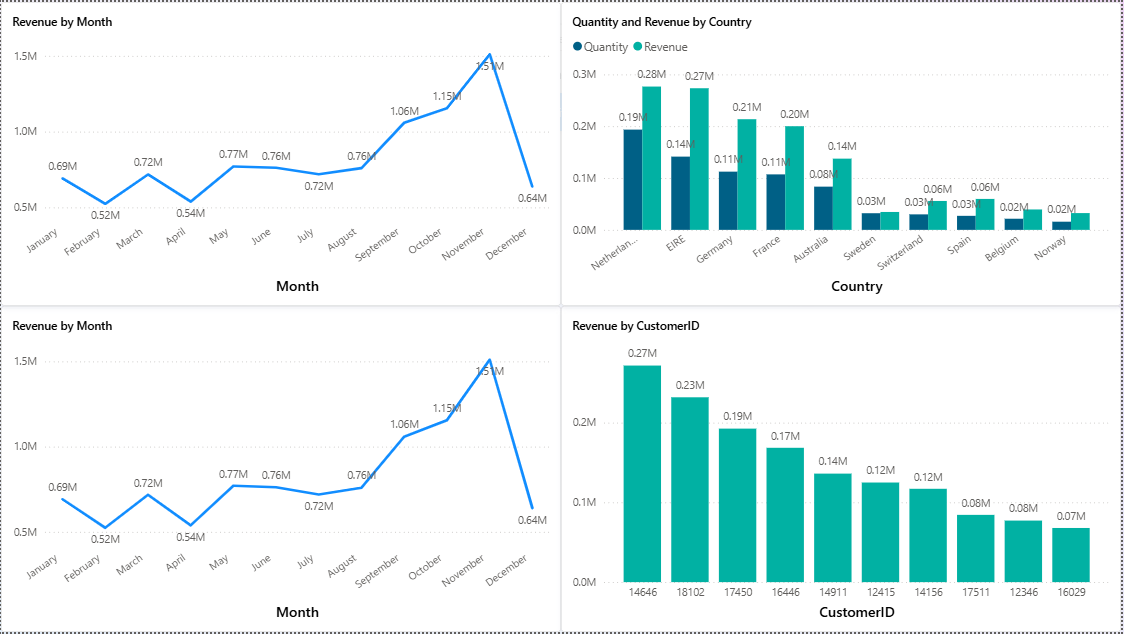 Revenue by Month
1.5M
1.0M
0.5M
0.69M
0.52M
0.72M
0.54M
0.77M
0.76M
0.72M
0.76M
1.06M
1.15M
1.51M
0.64M
January
February
March
April
May
June
July
August
September
October
November
December
Month
Quantity and Revenue by Country
Quantity Revenue
0.3M
0.2M
0.1M
0.0M
0.19M
0.28M
0.14M
0.27M
0.11M
0.21M
0.11M
0.20M
0.08M
0.14M
0.03M
0.03M
0.06M
0.03M
0.06M
0.02M
0.02M
Netherlan...
EIRE
Germany
France
Australia
Sweden
Switzerland
Spain
Belgium
Norway
Country
Revenue by Month
1.5M
1.0M
0.5M
0.69M
0.52M
0.72M
0.54M
0.77M
0.76M
0.72M
0.76M
1.06M
1.15M
1.51M
0.64M
January
February
March
April
May
June
July
August
September
October
November
December
Month
Revenue by CustomerID
0.2M
0.1M
0.0M
0.27M
0.23M
0.19M
0.17M
0.14M
0.12M
0.12M
0.08M
0.08M
0.07M
14646 18102 17450 16446 14911 12415 14156 17511 12346 16029
CustomerID